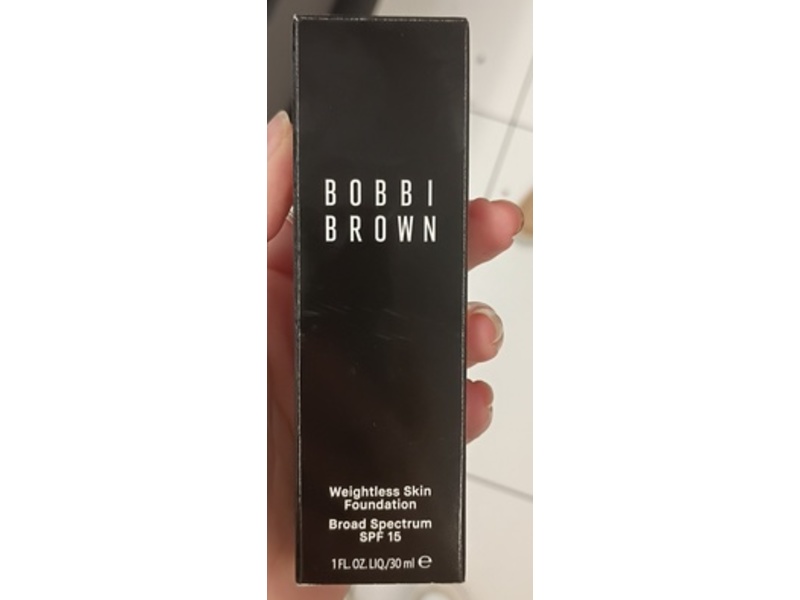 BOBBI
BROWN
Weightless Skin
Foundation
Broad Spectrum
SPF 15
1 FL. OZ. LIQ./30 ml ℮